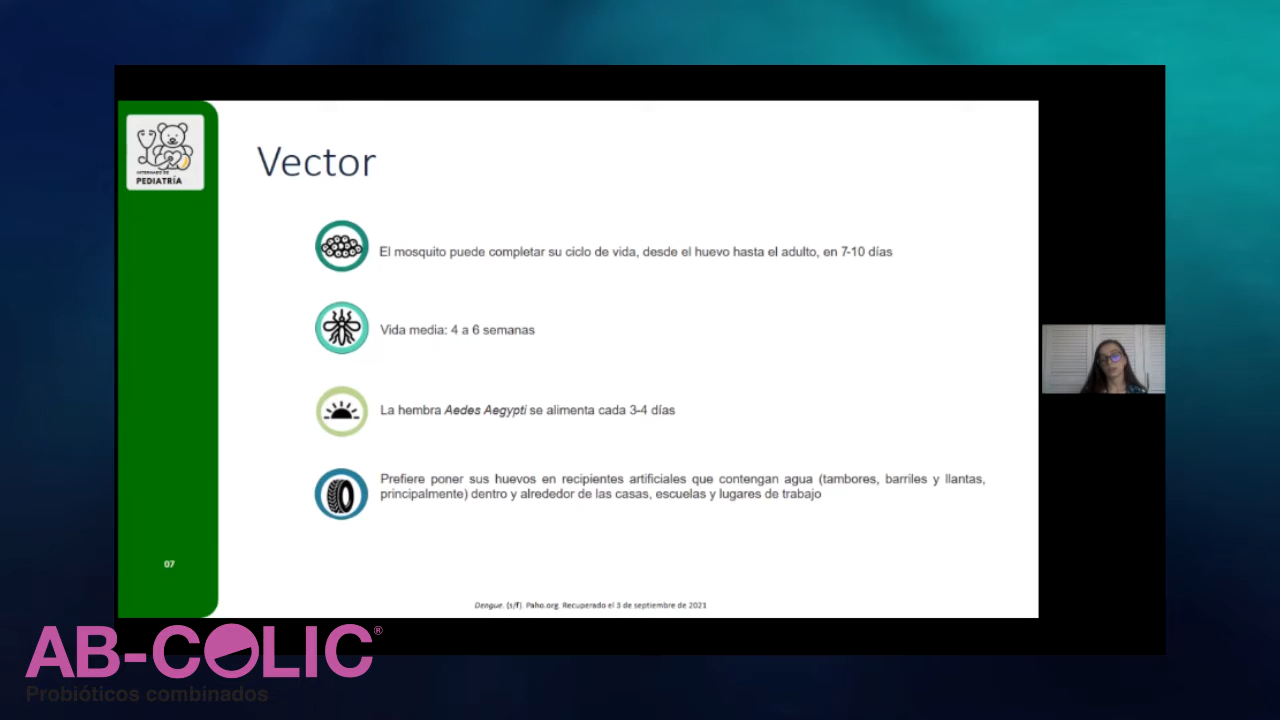 INTERNADO DE
PEDIATRÍA
Vector
El mosquito puede completar su ciclo de vida, desde el huevo hasta el adulto, en 7-10 días
Vida media: 4 a 6 semanas
La hembra Aedes Aegypti se alimenta cada 3-4 días
Prefiere poner sus huevos en recipientes artificiales que contengan agua (tambores, barriles y llantas,
principalmente) dentro y alrededor de las casas, escuelas y lugares de trabajo
07
Dengue. (s/f). Paho.org. Recuperado el 3 de septiembre de 2021
AB-COLIC®
Probióticos combinados